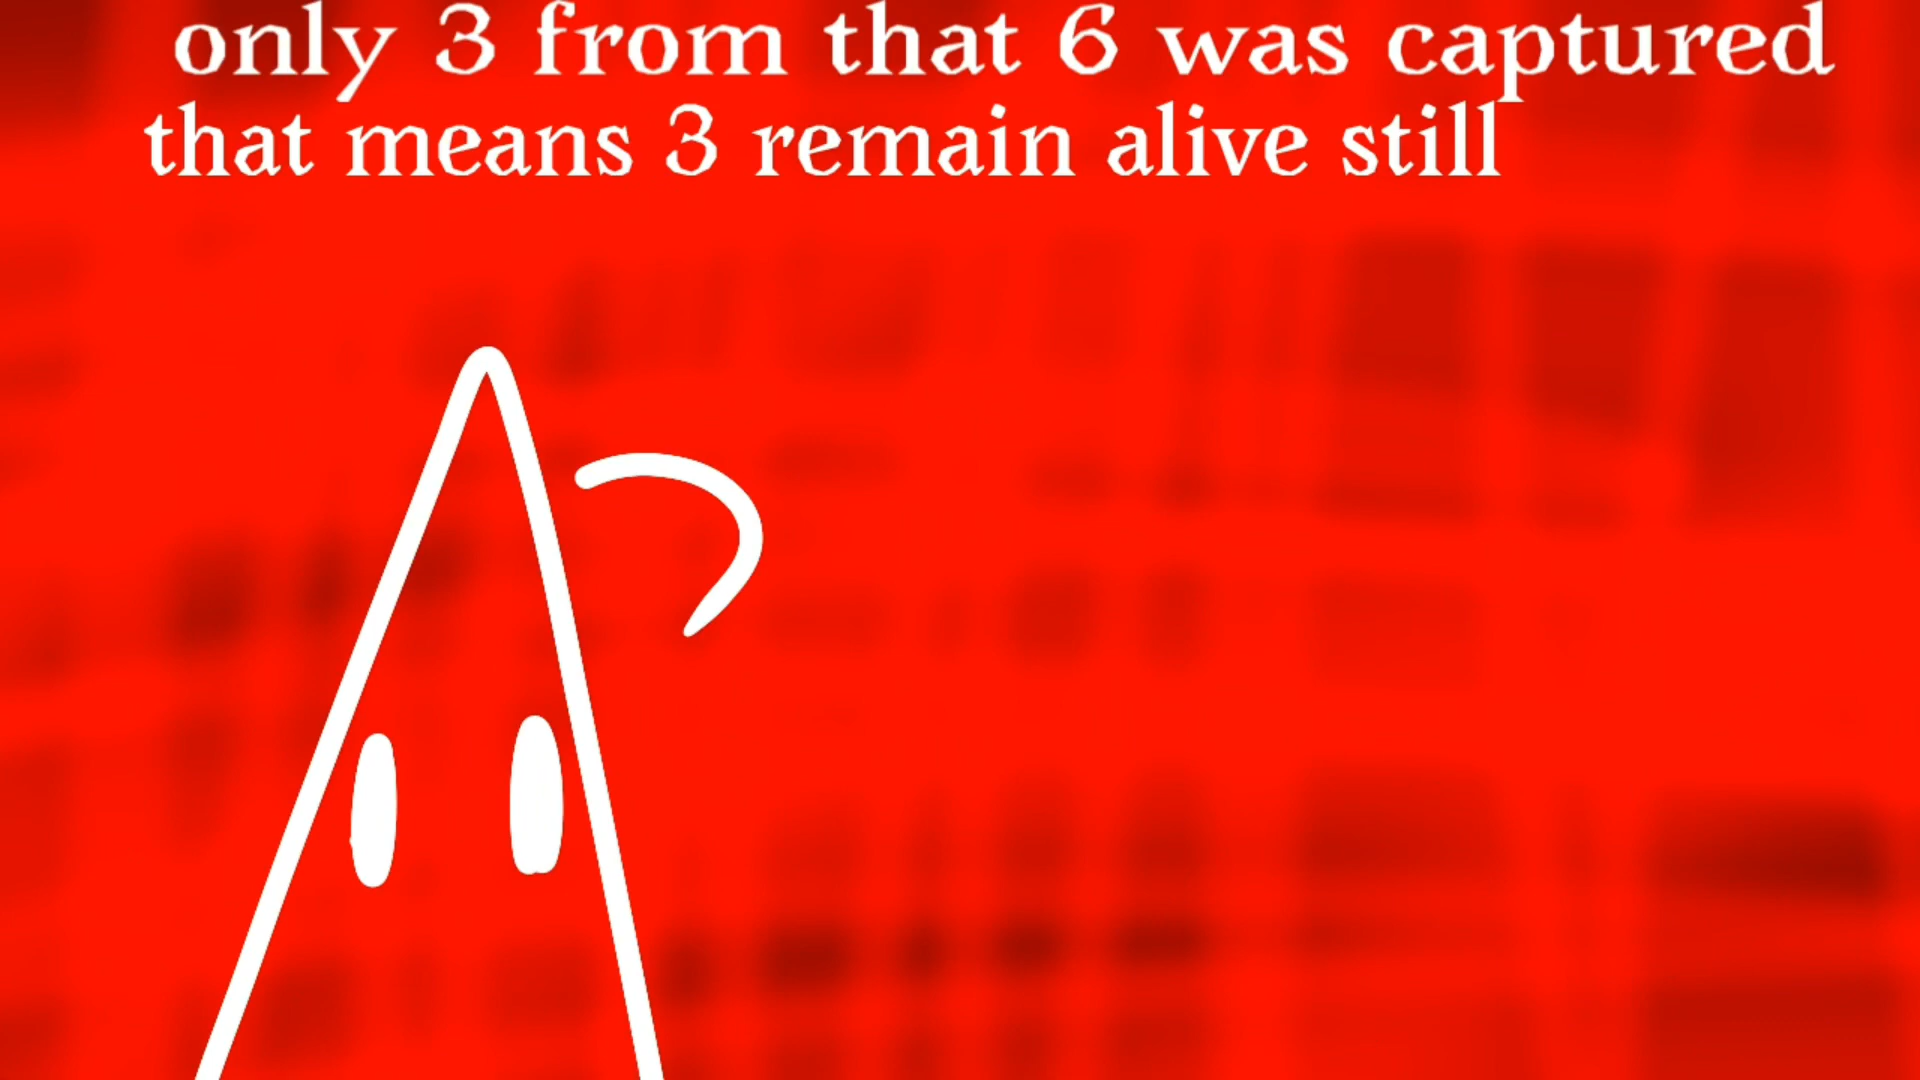 only 3 from that 6 was captured
that means 3 remain alive still